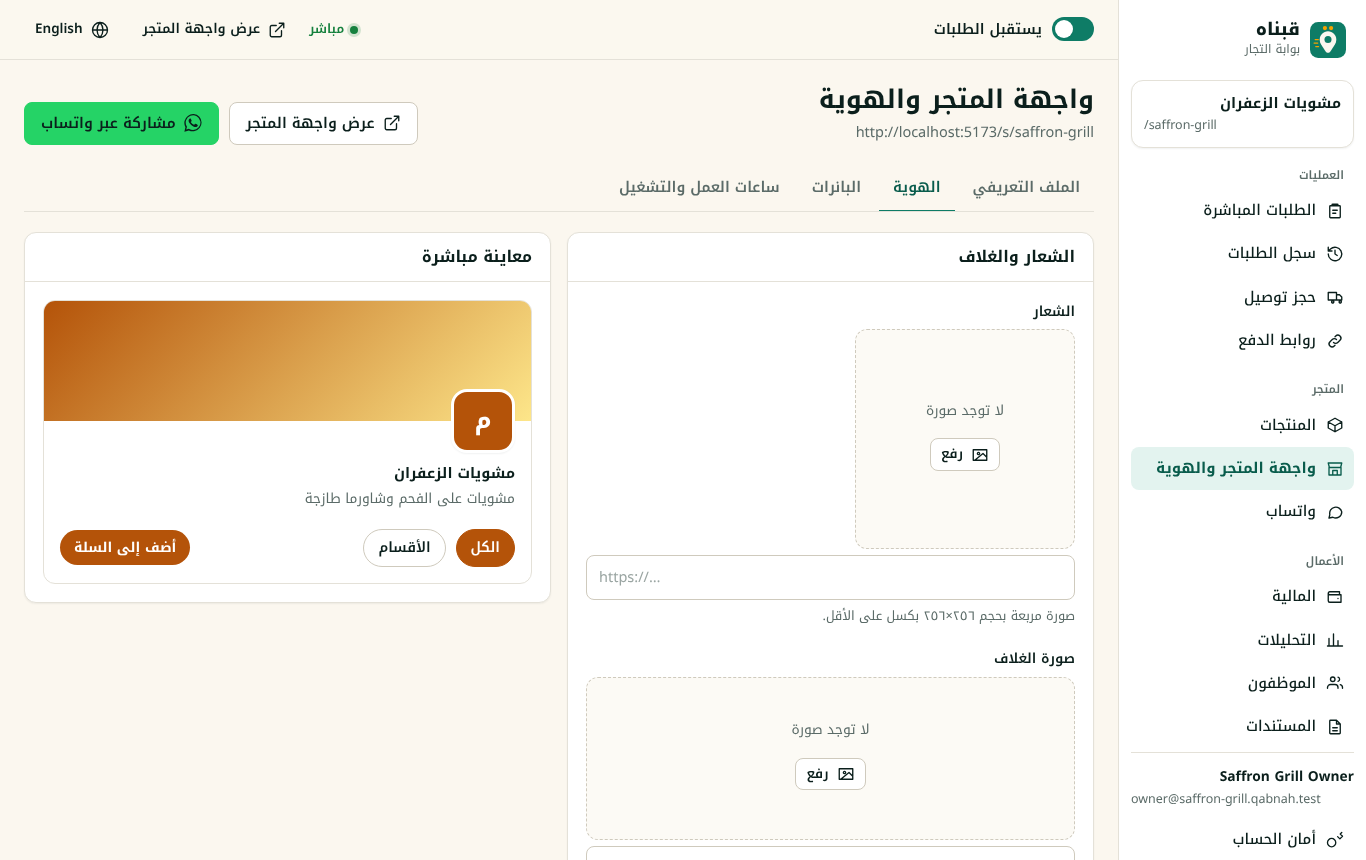 قبناه
بوابة التجار
مشويات الزعفران
/saffron-grill
العمليات
الطلبات المباشرة
سجل الطلبات
حجز توصيل
روابط الدفع
المتجر
المنتجات
واجهة المتجر والهوية
واتساب
الأعمال
المالية
التحليلات
الموظفون
المستندات
Saffron Grill Owner
owner@saffron-grill.qabnah.test
أمان الحساب
يستقبل الطلبات
مباشر
عرض واجهة المتجر
English
واجهة المتجر والهوية
http://localhost:5173/s/saffron-grill
عرض واجهة المتجر
مشاركة عبر واتساب
الملف التعريفي
الهوية
البانرات
ساعات العمل والتشغيل
الشعار والغلاف
الشعار
لا توجد صورة
رفع
https://...
صورة مربعة بحجم ٢٥٦×٢٥٦ بكسل على الأقل.
صورة الغلاف
لا توجد صورة
رفع
معاينة مباشرة
م
مشويات الزعفران
مشويات على الفحم وشاورما طازجة
الكل
الأقسام
أضف إلى السلة